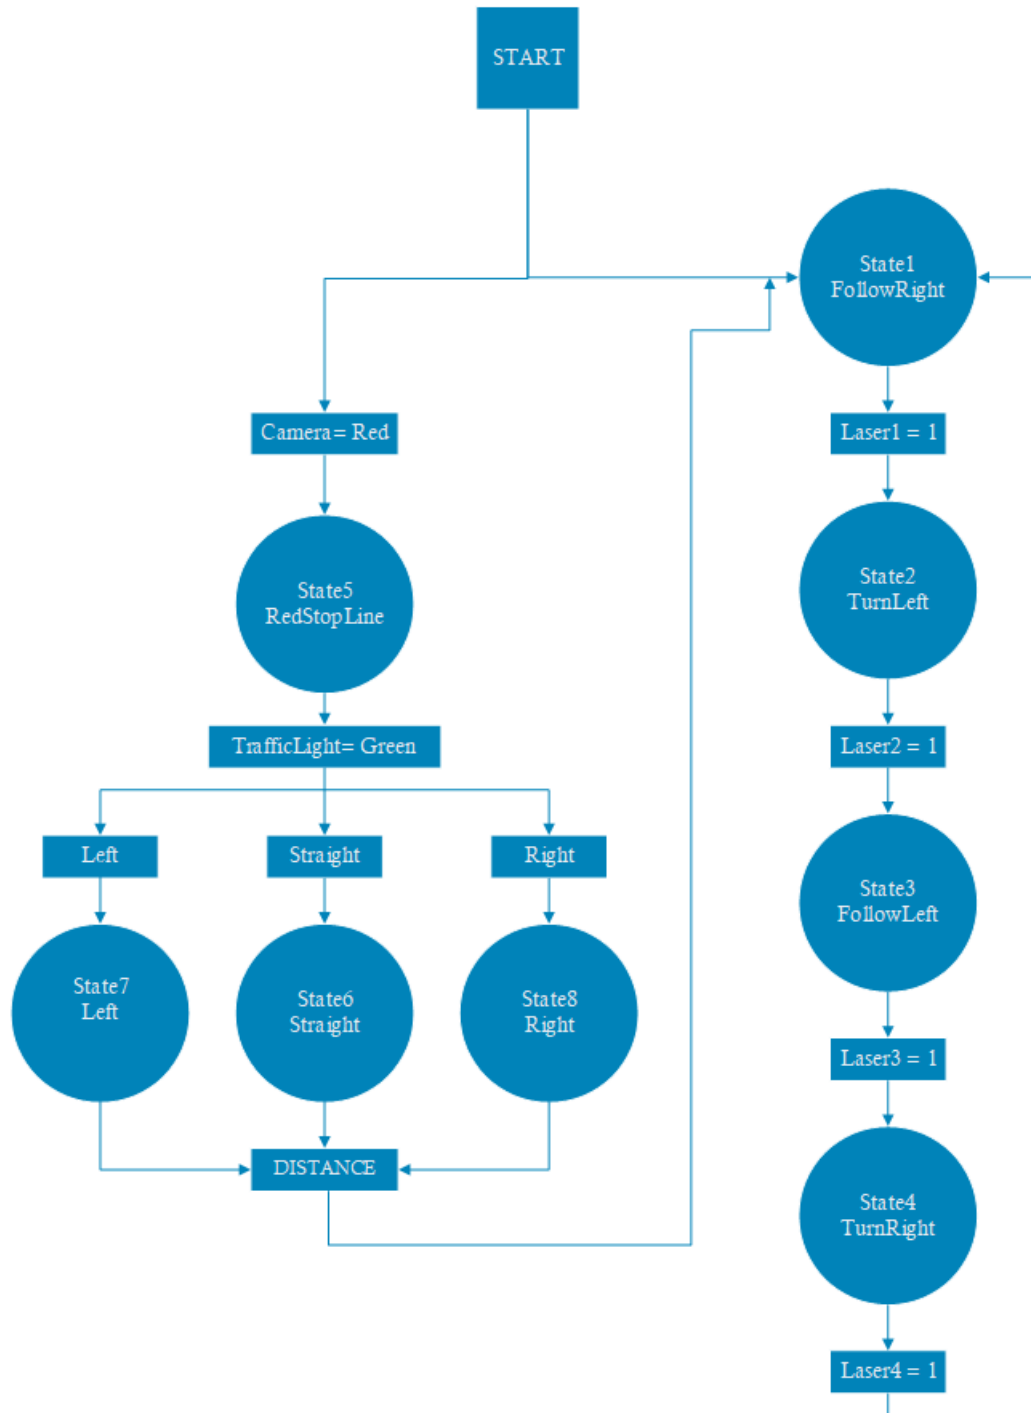 START
State1
FollowRight
Camera= Red
Laser1 = 1
State5
RedStopLine
State2
TurnLeft
TrafficLight= Green
Laser2 = 1
Left
Straight
Right
State3
FollowLeft
State7
Left
State6
Straight
State8
Right
Laser3 = 1
DISTANCE
State4
TurnRight
Laser4 = 1